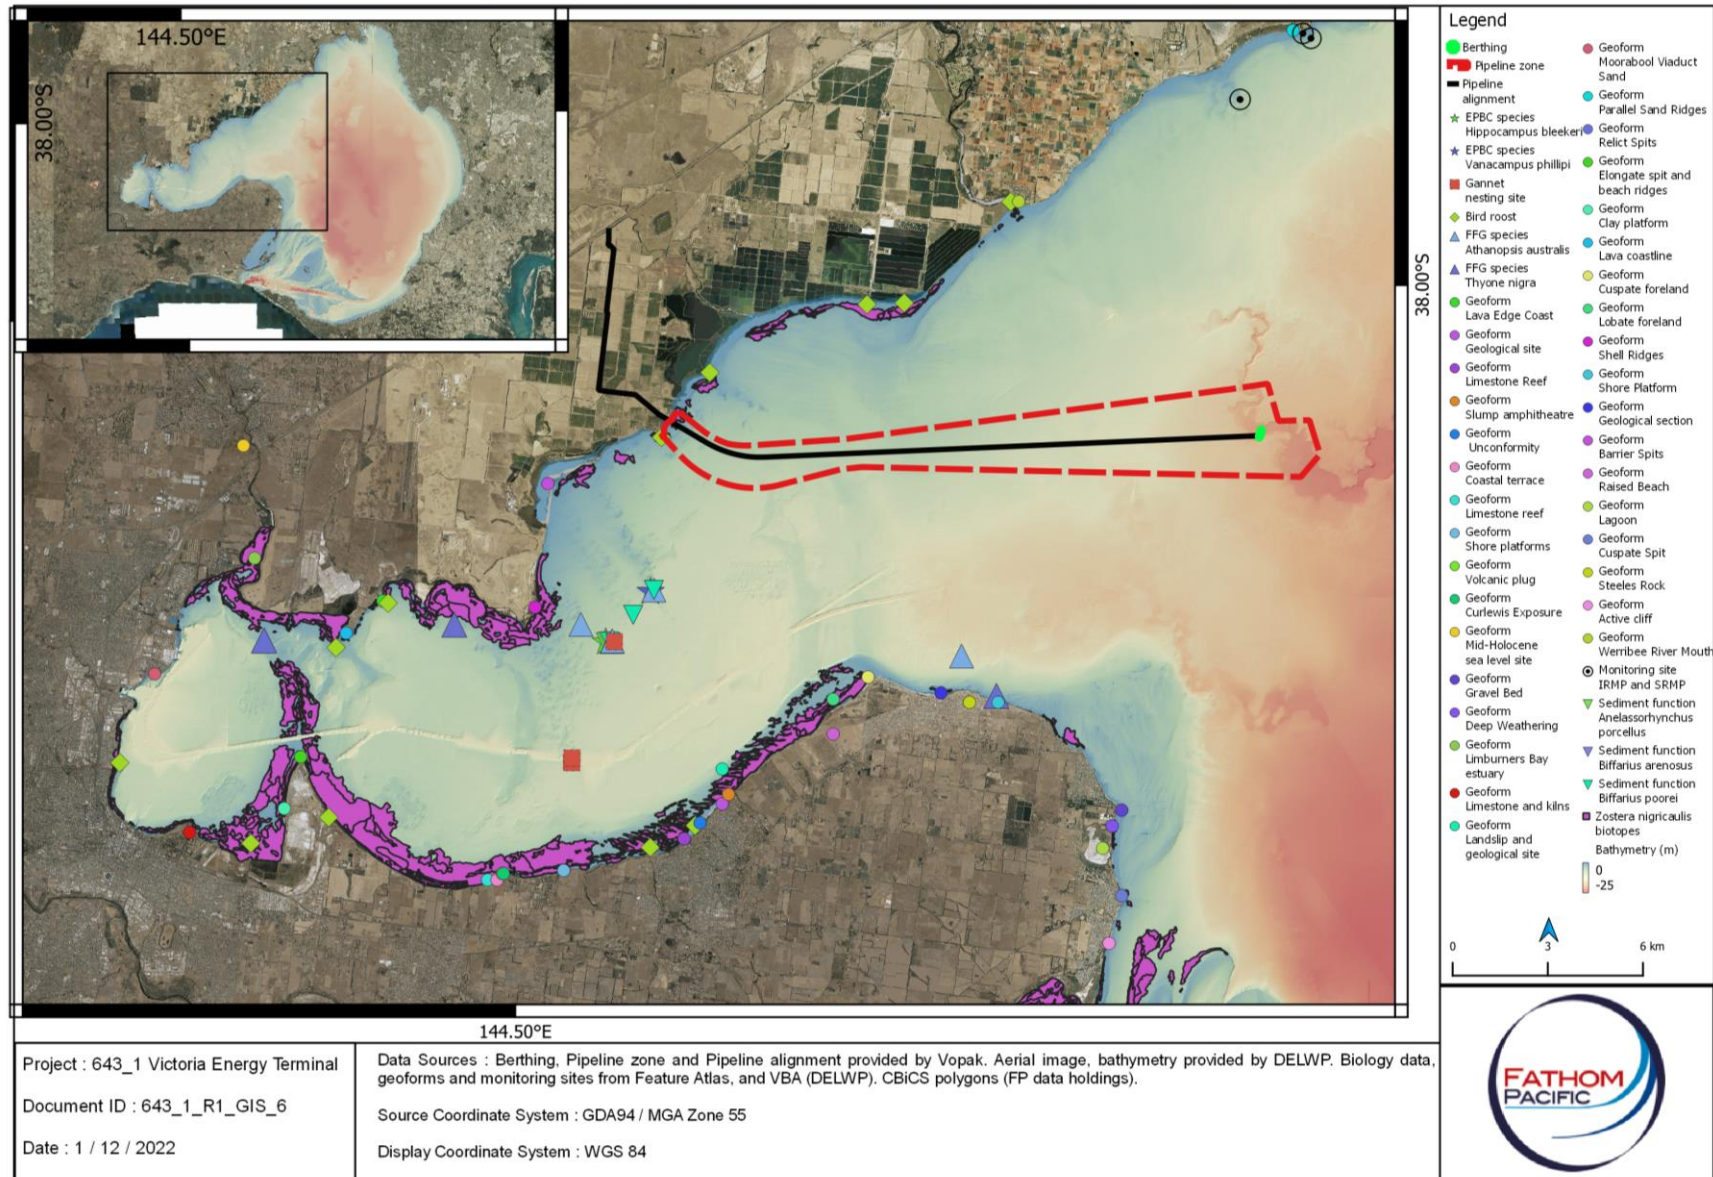 144.50°E
38.00°S
38.00°S
144.50°E
Legend
Berthing
Pipeline zone
Pipeline
alignment
EPBC species
Hippocampus bleekeri
EPBC species
Vanacampus phillipi
Gannet
nesting site
Bird roost
FFG species
Athanopsis australis
FFG species
Thyone nigra
Geoform
Lava Edge Coast
Geoform
Geological site
Geoform
Limestone Reef
Geoform
Slump amphitheatre
Geoform
Unconformity
Geoform
Coastal terrace
Geoform
Limestone reef
Geoform
Shore platforms
Geoform
Volcanic plug
Geoform
Curlewis Exposure
Geoform
Mid-Holocene
sea level site
Geoform
Gravel Bed
Geoform
Deep Weathering
Geoform
Limburners Bay
estuary
Geoform
Limestone and kilns
Geoform
Landslip and
geological site
Geoform
Moorabool Viaduct
Sand
Geoform
Parallel Sand Ridges
Geoform
Relict Spits
Geoform
Elongate spit and
beach ridges
Geoform
Clay platform
Geoform
Lava coastline
Geoform
Cuspate foreland
Geoform
Lobate foreland
Geoform
Shell Ridges
Geoform
Shore Platform
Geoform
Geological section
Geoform
Barrier Spits
Geoform
Raised Beach
Geoform
Lagoon
Geoform
Cuspate Spit
Geoform
Steeles Rock
Geoform
Active cliff
Geoform
Werribee River Mouth
Monitoring site
IRMP and SRMP
Sediment function
Anelassorhynchus
porcellus
Sediment function
Biffarius arenosus
Sediment function
Biffarius poorei
Zostera nigricaulis
biotopes
Bathymetry (m)
0
-25
0 3 6 km
Project : 643_1 Victoria Energy Terminal
Document ID : 643_1_R1_GIS_6
Date : 1 / 12 / 2022
Data Sources : Berthing, Pipeline zone and Pipeline alignment provided by Vopak. Aerial image, bathymetry provided by DELWP. Biology data,
geoforms and monitoring sites from Feature Atlas, and VBA (DELWP). CBiCS polygons (FP data holdings).
Source Coordinate System : GDA94 / MGA Zone 55
Display Coordinate System : WGS 84
FATHOM
PACIFIC